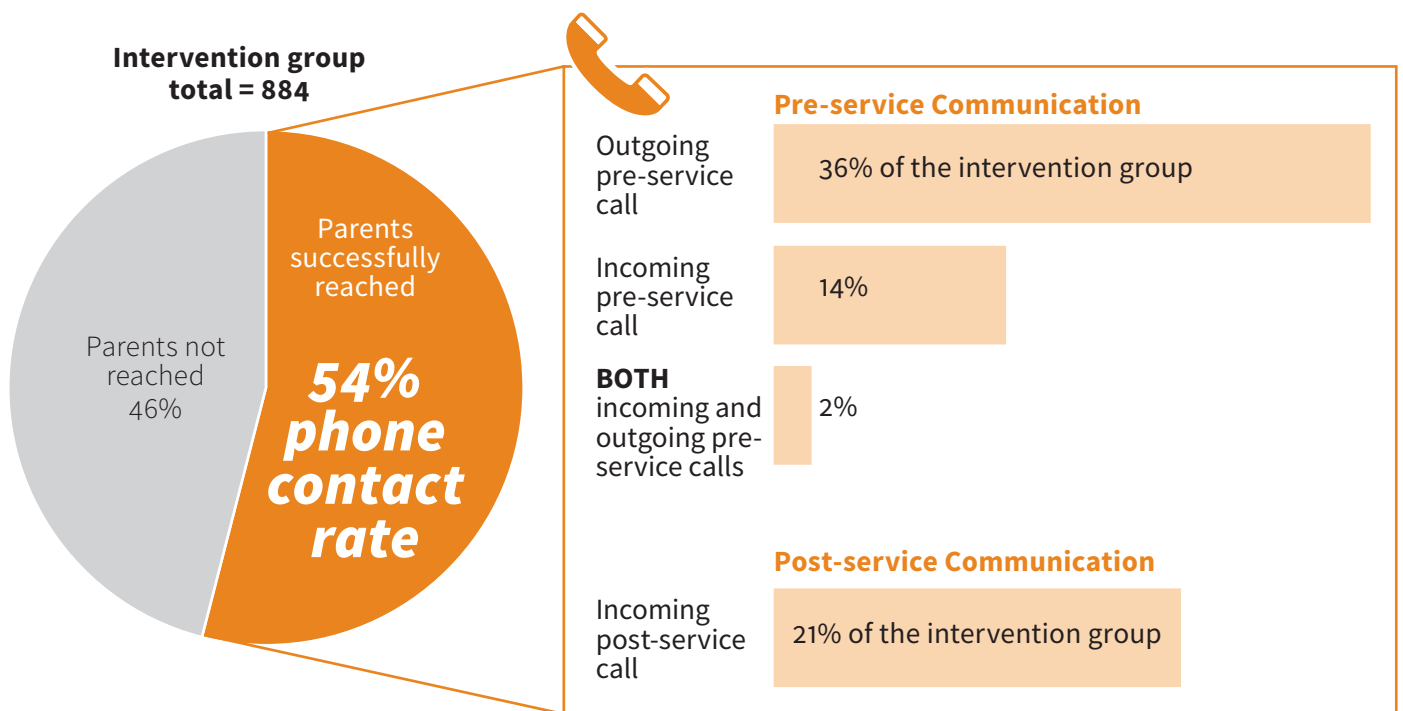 Intervention group
total = 884
Parents
successfully
reached
54%
phone
contact
rate
Parents not
reached
46%
Pre-service Communication
Outgoing
pre-service
call
36% of the intervention group
Incoming
pre-service
call
14%
BOTH
incoming and
outgoing pre-
service calls
2%
Post-service Communication
Incoming
post-service
call
21% of the intervention group